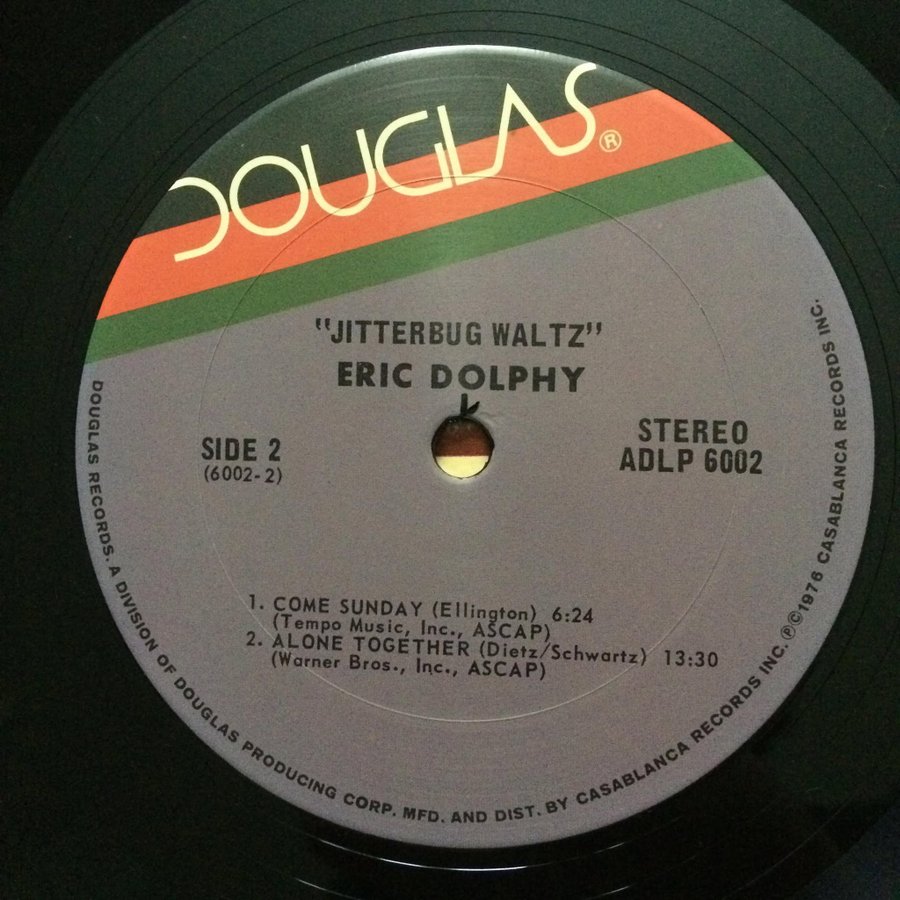 DOUGLAS®
"JITTERBUG WALTZ"
ERIC DOLPHY
SIDE 2
(6002-2)
STEREO
ADLP 6002
1. COME SUNDAY (Ellington) 6:24
(Tempo Music, Inc., ASCAP)
2. ALONE TOGETHER (Dietz/Schwartz) 13:30
(Warner Bros., Inc., ASCAP)
DOUGLAS RECORDS. A DIVISION OF DOUGLAS PRODUCING CORP. MFD. AND DIST. BY CASABLANCA RECORDS INC. ℗©1976 CASABLANCA RECORDS INC.